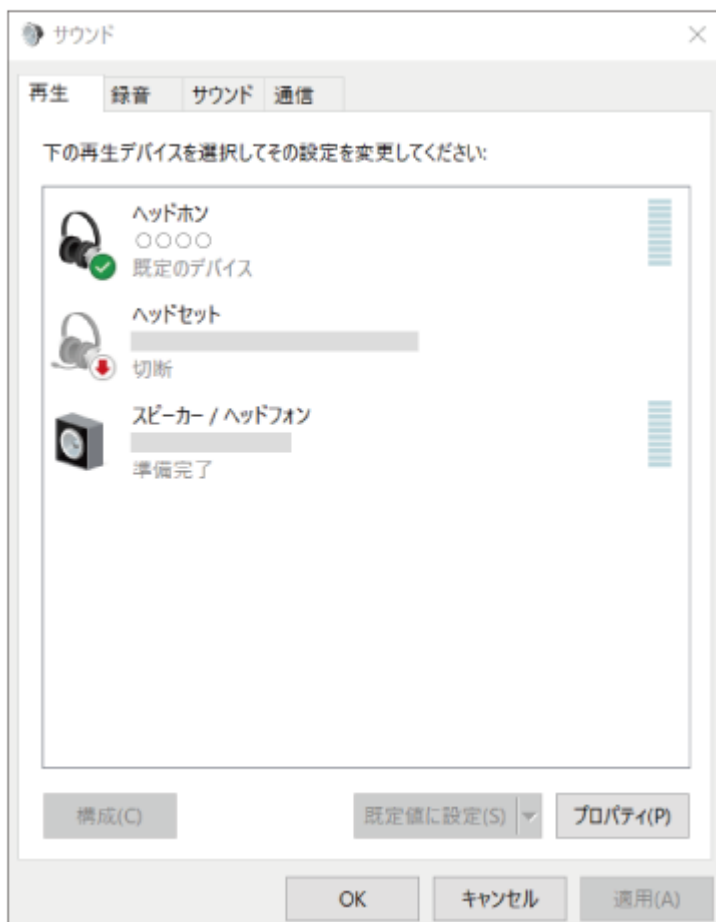 サウンド
再生 録音 サウンド 通信
下の再生デバイスを選択してその設定を変更してください:
ヘッドホン
○○○○
既定のデバイス
ヘッドセット
切断
スピーカー / ヘッドフォン
準備完了
構成(C) 既定値に設定(S) プロパティ(P)
OK キャンセル 適用(A)